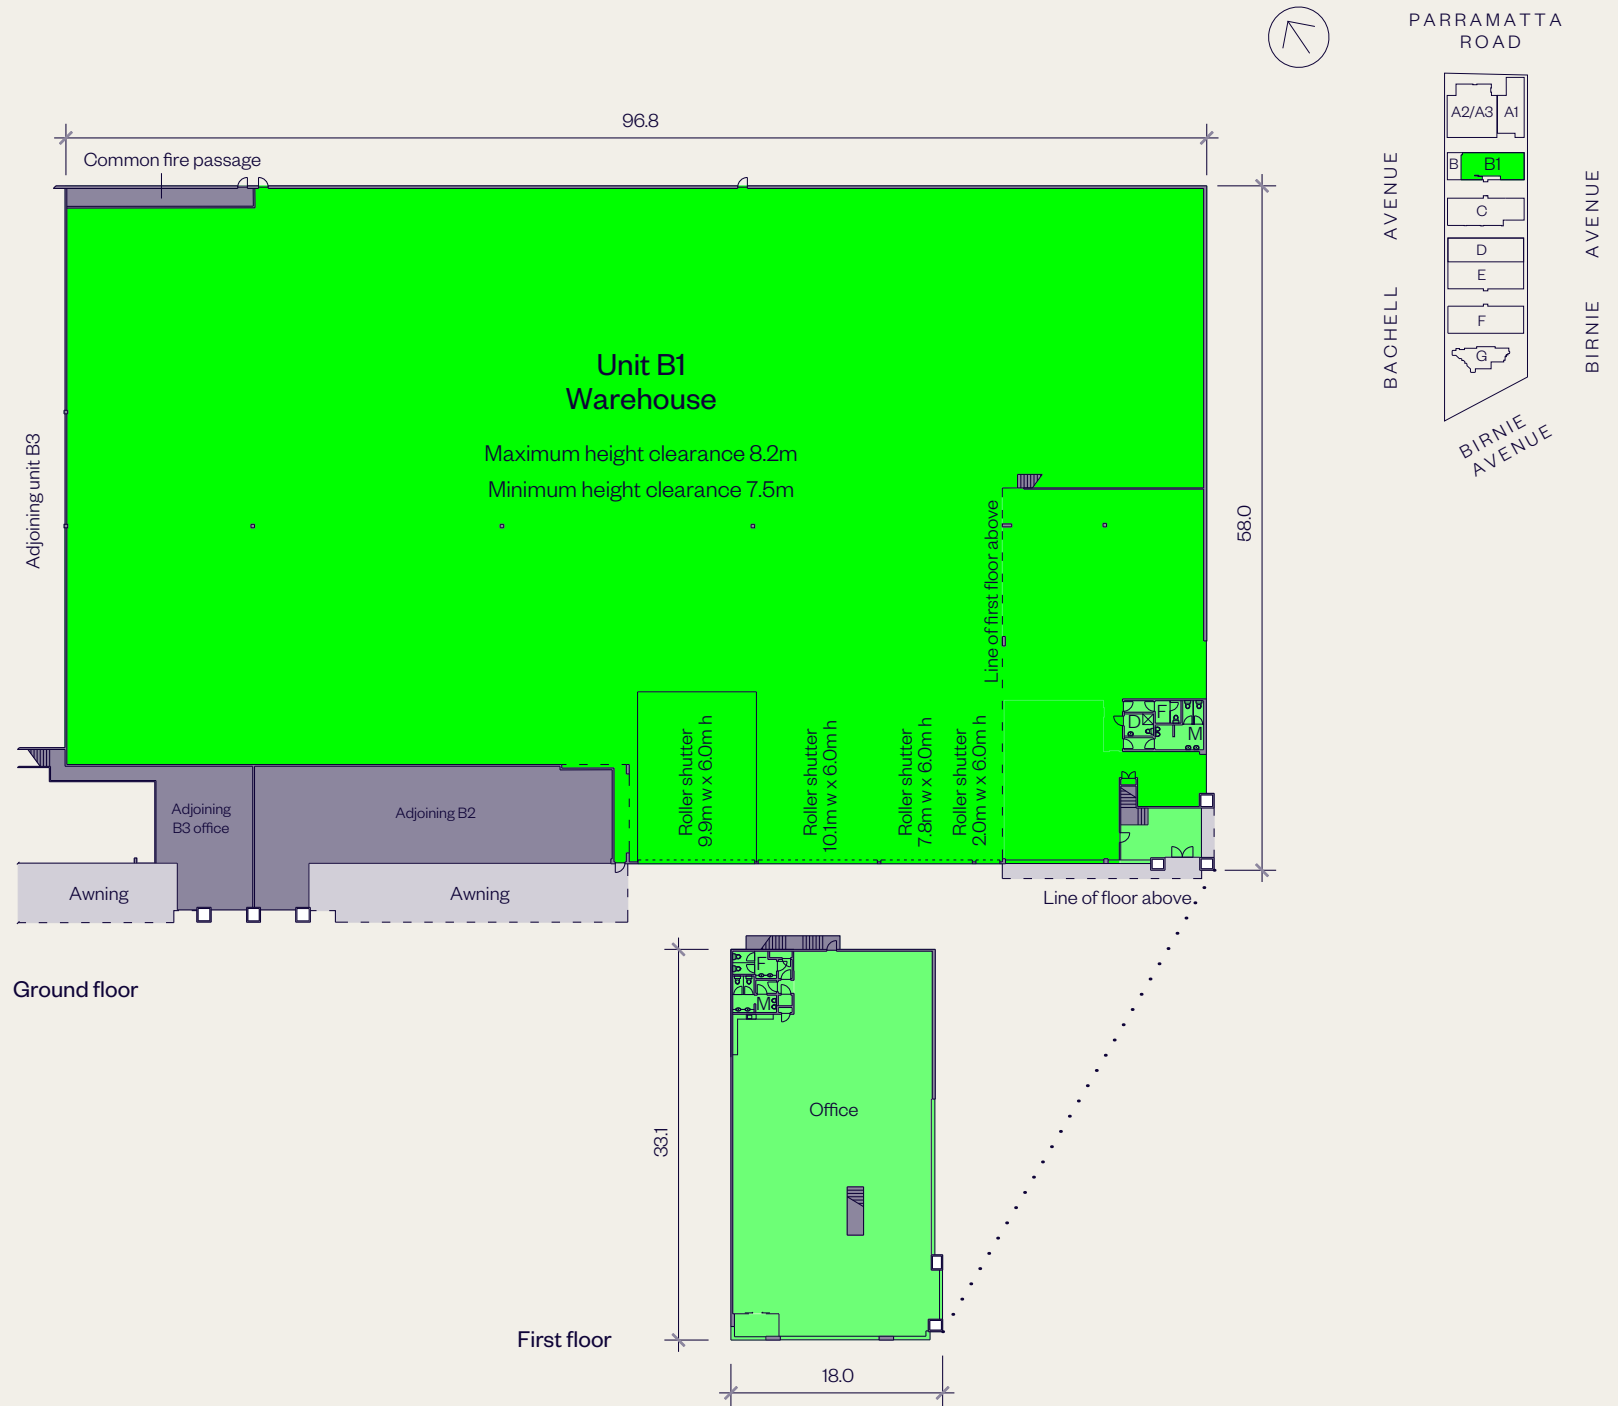 PARRAMATTA
ROAD
A2/A3
A1
B
B1
C
D
E
F
G
BACHELL AVENUE
BIRNIE AVENUE
BIRNIE
AVENUE
96.8
Common fire passage
Unit B1
Warehouse
Maximum height clearance 8.2m
Minimum height clearance 7.5m
Adjoining unit B3
Line of first floor above
58.0
D
F
M
Roller shutter
9.9m w x 6.0m h
Roller shutter
10.1m w x 6.0m h
Roller shutter
7.8m w x 6.0m h
Roller shutter
2.0m w x 6.0m h
Adjoining
B3 office
Adjoining B2
Awning
Awning
Line of floor above
Ground floor
F
M
Office
33.1
First floor
18.0